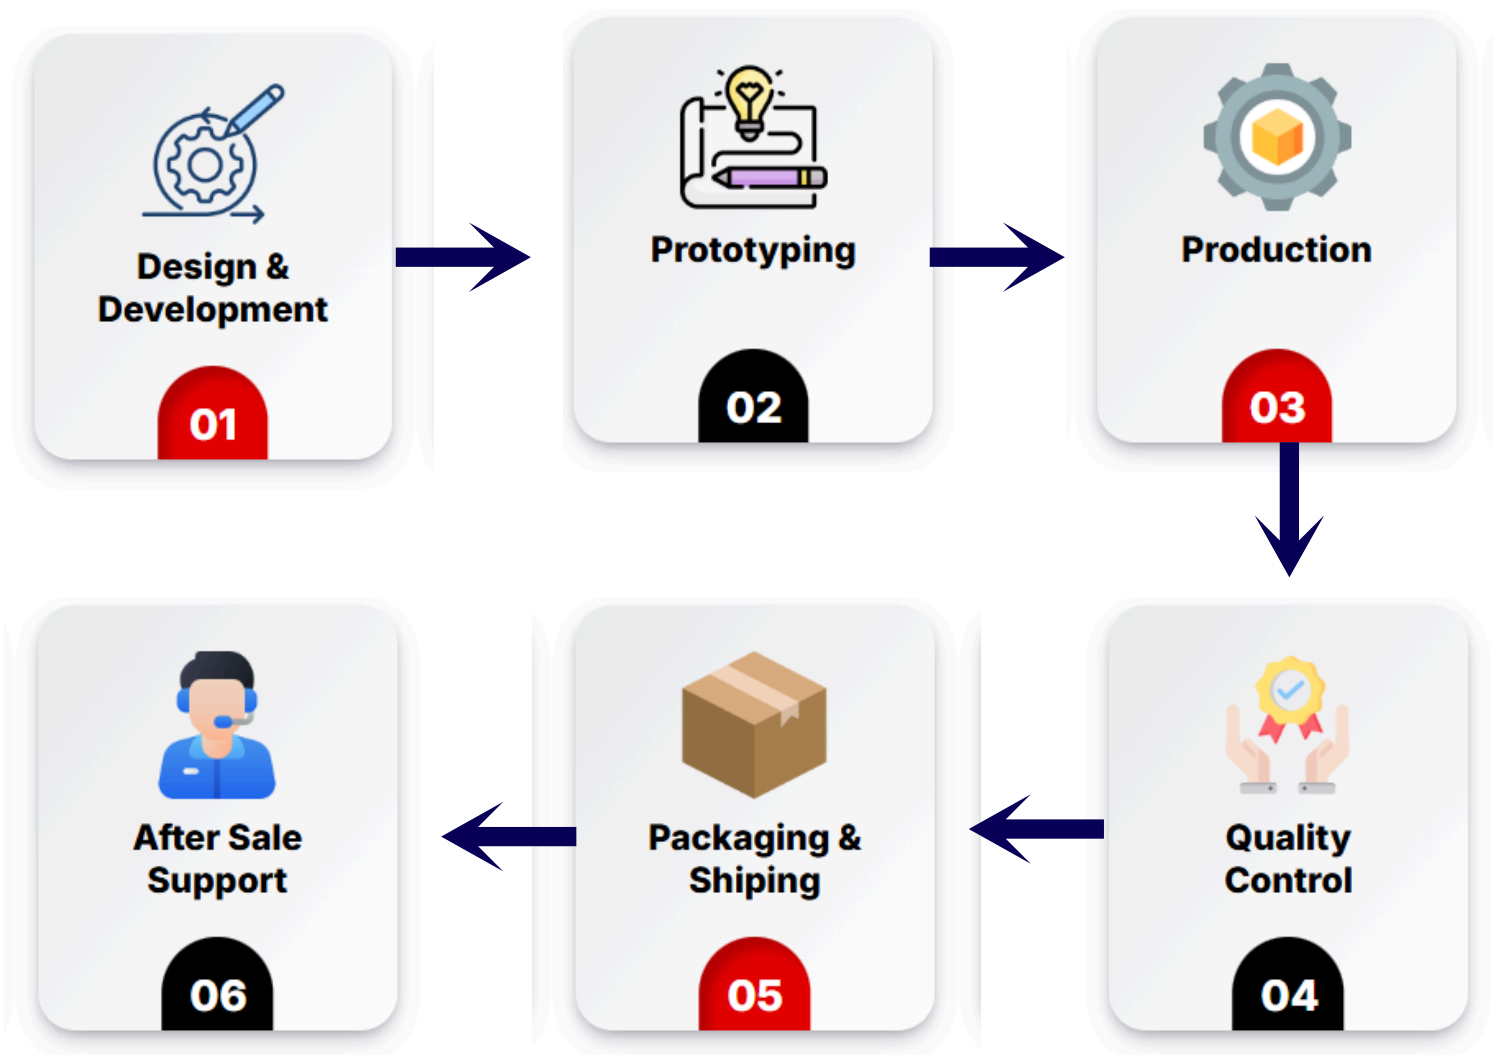 Design &
Development
01
Prototyping
02
Production
03
After Sale
Support
06
Packaging &
Shiping
05
Quality
Control
04